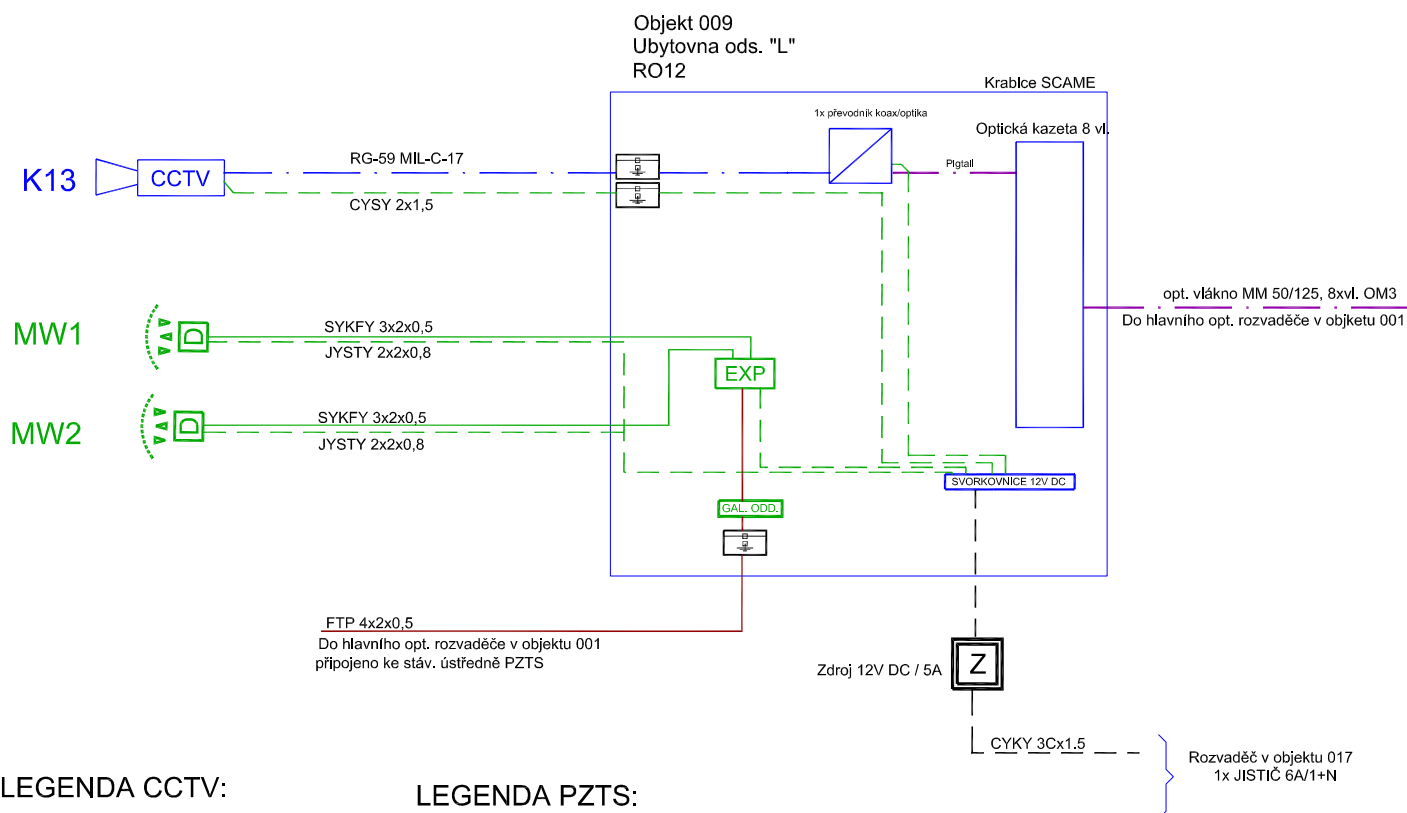 Objekt 009
Ubytovna ods. "L"
RO12
Krabice SCAME
1x převodník koax/optika
Optická kazeta 8 vl.
K13
CCTV
RG-59 MIL-C-17
CYSY 2x1,5
Pigtail
opt. vlákno MM 50/125, 8xvl. OM3
Do hlavního opt. rozvaděče v objketu 001
MW1
D
SYKFY 3x2x0,5
JYSTY 2x2x0,8
EXP
MW2
D
SYKFY 3x2x0,5
JYSTY 2x2x0,8
SVORKOVNICE 12V DC
GAL. ODD.
FTP 4x2x0,5
Do hlavního opt. rozvaděče v objektu 001
připojeno ke stáv. ústředně PZTS
Zdroj 12V DC / 5A
Z
CYKY 3Cx1.5
Rozvaděč v objektu 017
1x JISTIČ 6A/1+N
LEGENDA CCTV:
LEGENDA PZTS: